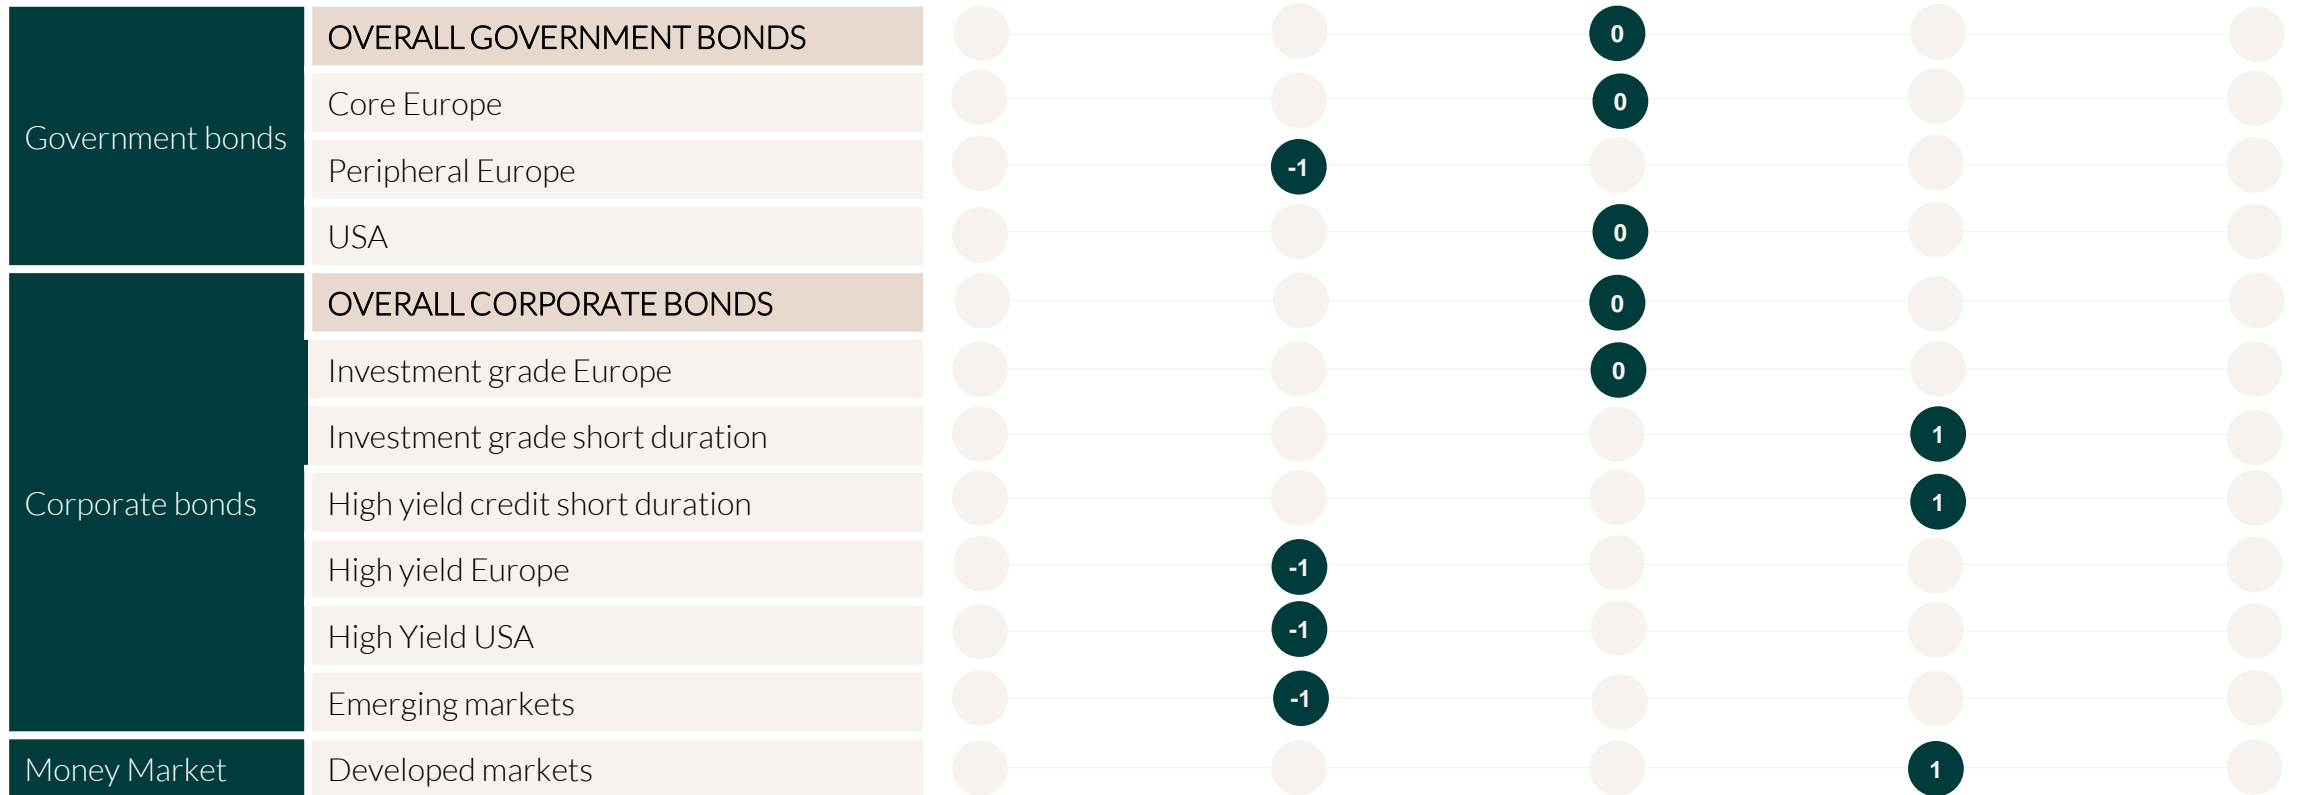 Government bonds
OVERALL GOVERNMENT BONDS 0
Core Europe 0
Peripheral Europe -1
USA 0
Corporate bonds
OVERALL CORPORATE BONDS 0
Investment grade Europe 0
Investment grade short duration 1
High yield credit short duration 1
High yield Europe -1
High Yield USA -1
Emerging markets -1
Money Market
Developed markets 1